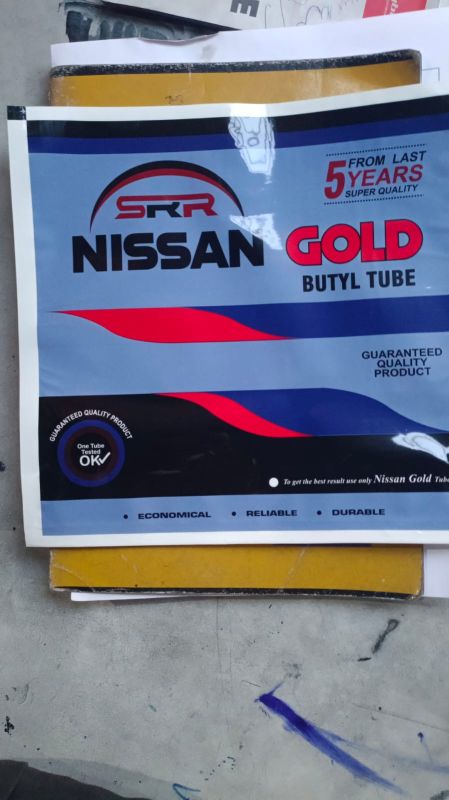 E
SRR
NISSAN GOLD
BUTYL TUBE
5 FROM LAST
YEARS
SUPER QUALITY
GUARANTEED
QUALITY
PRODUCT
GUARANTEED QUALITY PRODUCT
One Tube
Tested
OK
To get the best result use only Nissan Gold Tube
• ECONOMICAL • RELIABLE • DURABLE